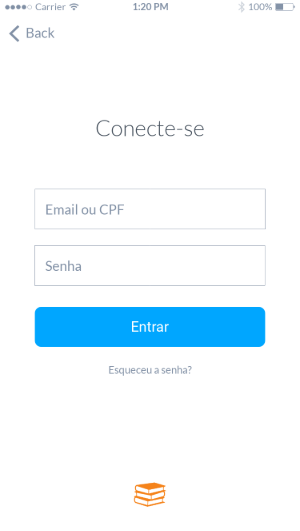 Carrier 1:20 PM 100%
Back
Conecte-se
Email ou CPF
Senha
Entrar
Esqueceu a senha?